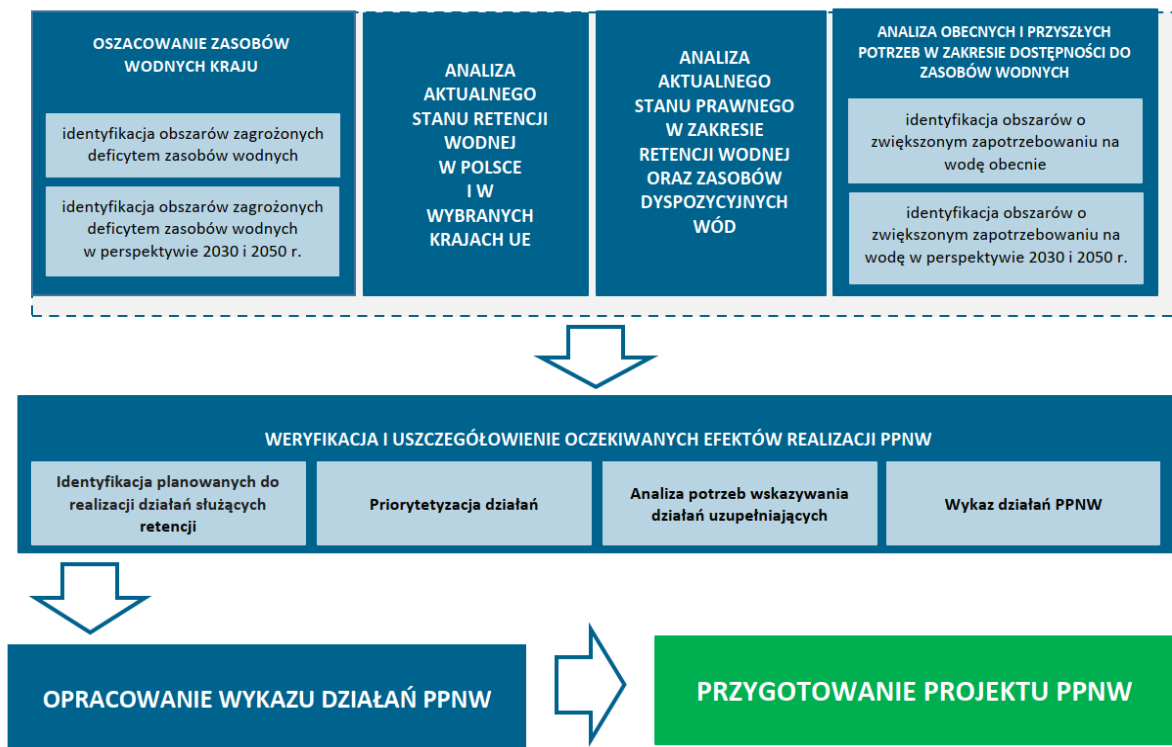 OSZACOWANIE ZASOBÓW
WODNYCH KRAJU
identyfikacja obszarów zagrożonych
deficytem zasobów wodnych
identyfikacja obszarów zagrożonych
deficytem zasobów wodnych
w perspektywie 2030 i 2050 r.
ANALIZA
AKTUALNEGO
STANU RETENCJI
WODNEJ
W POLSCE
I W
WYBRANYCH
KRAJACH UE
ANALIZA
AKTUALNEGO
STANU PRAWNEGO
W ZAKRESIE
RETENCJI WODNEJ
ORAZ ZASOBÓW
DYSPOZYCYJNYCH
WÓD
ANALIZA OBECNYCH I PRZYSZŁYCH
POTRZEB W ZAKRESIE DOSTĘPNOŚCI DO
ZASOBÓW WODNYCH
identyfikacja obszarów o
zwiększonym zapotrzebowaniu na
wodę obecnie
identyfikacja obszarów o
zwiększonym zapotrzebowaniu na
wodę w perspektywie 2030 i 2050 r.
WERYFIKACJA I USZCZEGÓŁOWIENIE OCZEKIWANYCH EFEKTÓW REALIZACJI PPNW
Identyfikacja planowanych do
realizacji działań służących
retencji
Priorytetyzacja działań
Analiza potrzeb wskazywania
działań uzupełniających
Wykaz działań PPNW
OPRACOWANIE WYKAZU DZIAŁAŃ PPNW
PRZYGOTOWANIE PROJEKTU PPNW